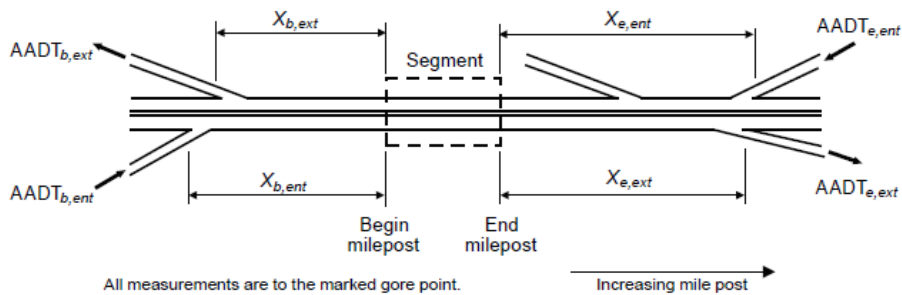 X_b,ext
X_e,ent
AADT_b,ext
AADT_e,ent
Segment
AADT_b,ent
X_b,ent
X_e,ext
AADT_e,ext
Begin
milepost
End
milepost
All measurements are to the marked gore point.
Increasing mile post